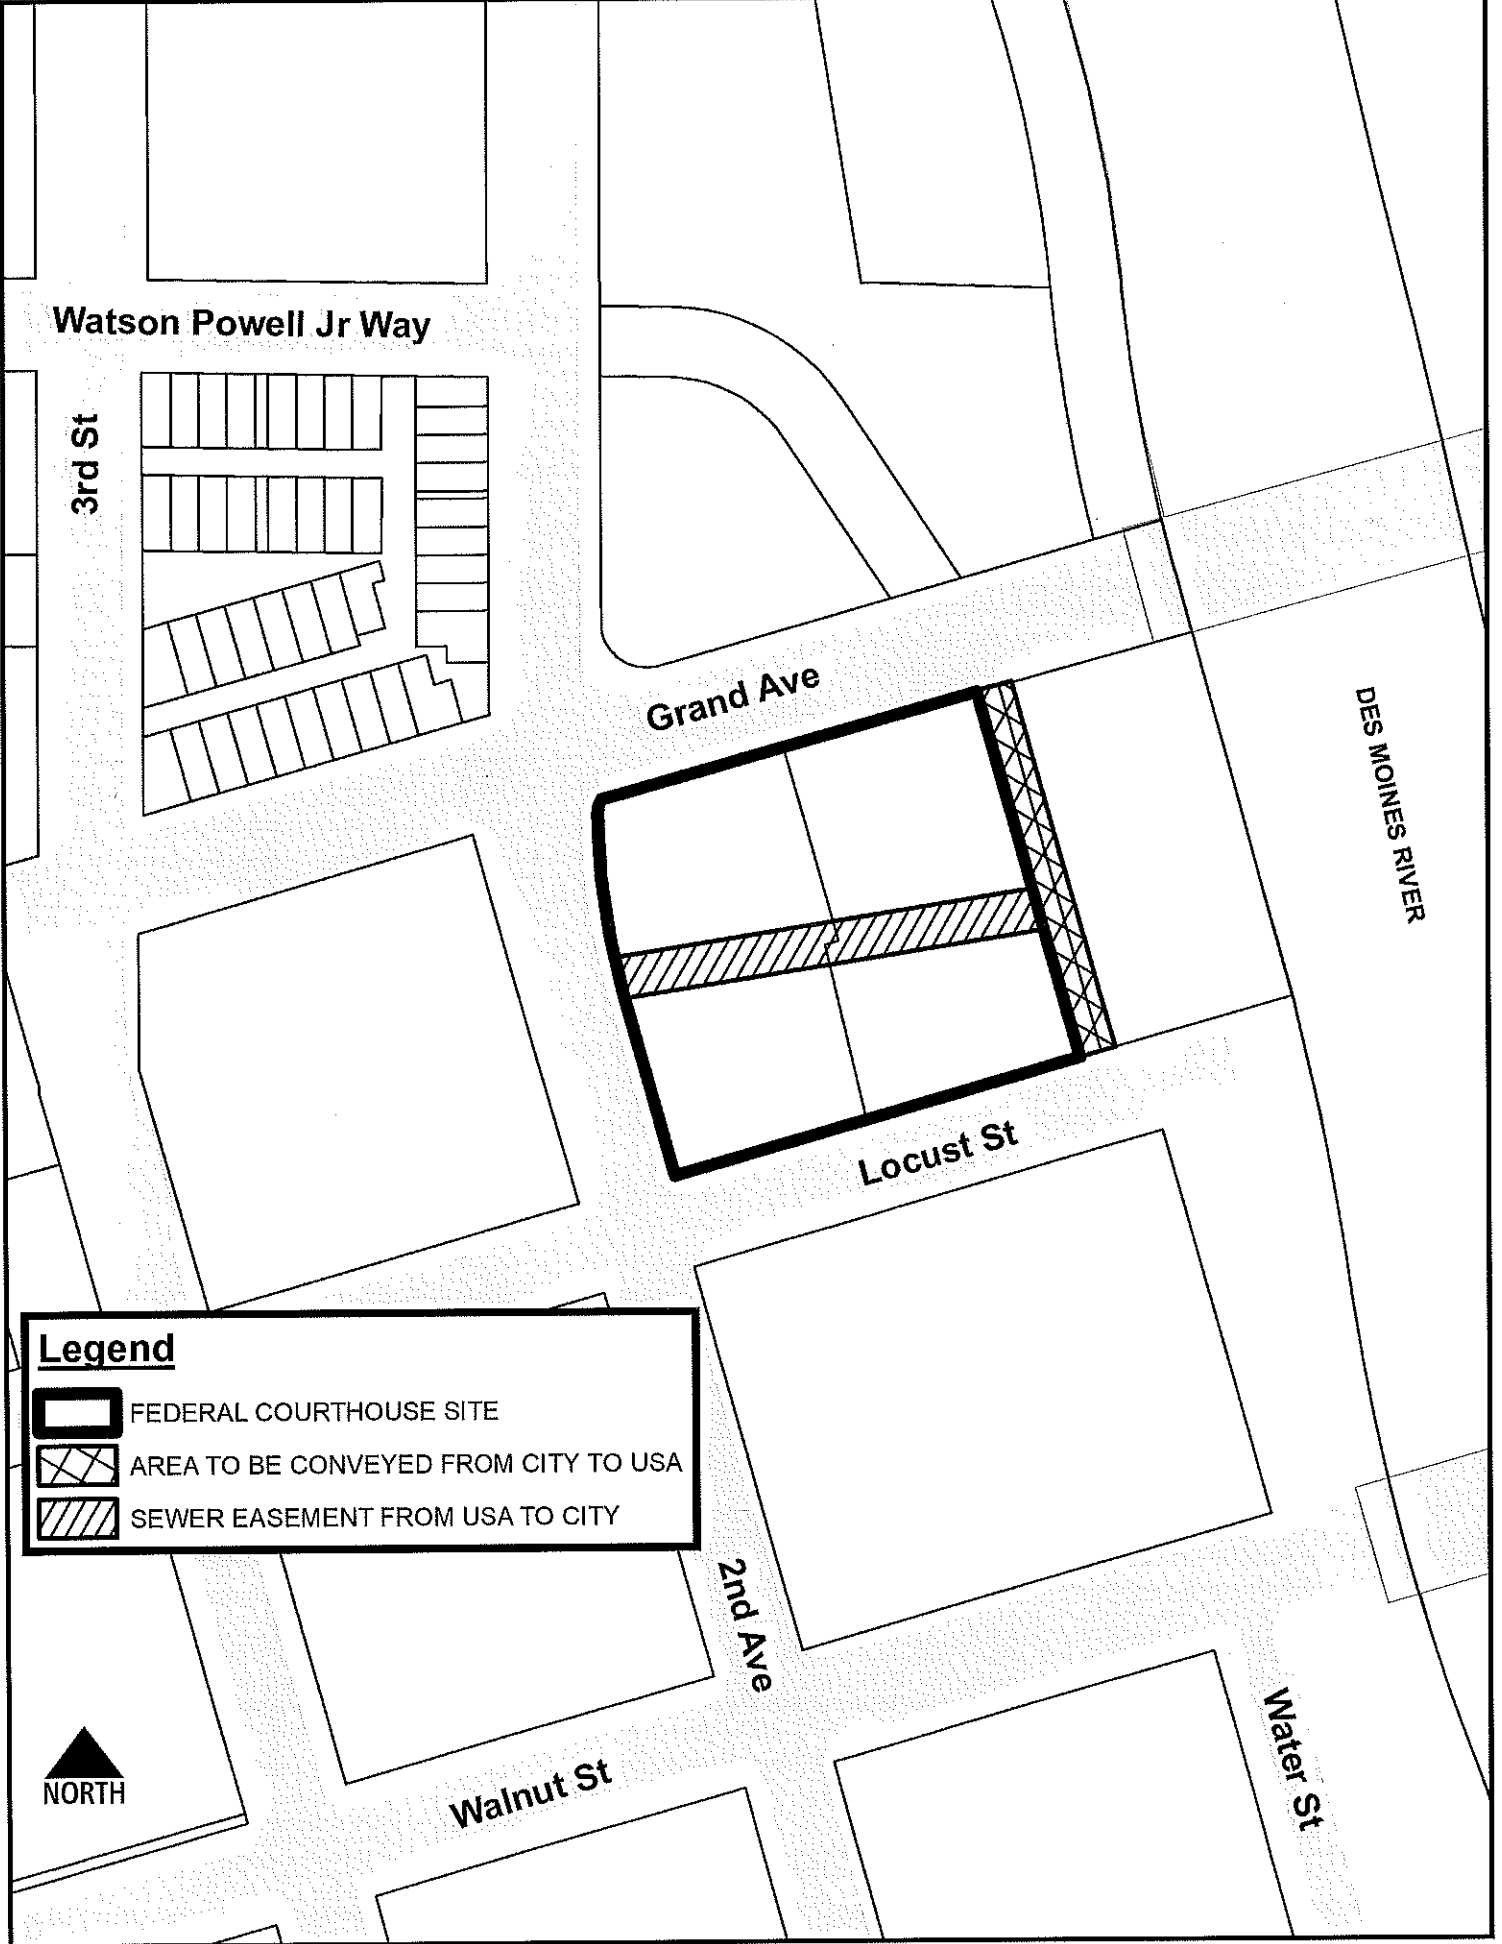 Watson Powell Jr Way
3rd St
Grand Ave
DES MOINES RIVER
Locust St
Legend
FEDERAL COURTHOUSE SITE
AREA TO BE CONVEYED FROM CITY TO USA
SEWER EASEMENT FROM USA TO CITY
2nd Ave
Water St
NORTH
Walnut St